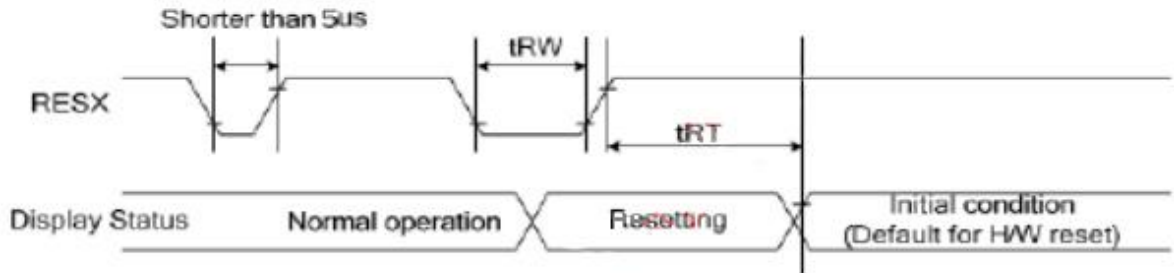 Shorter than 5us
tRW
RESX
tRT
Display Status
Normal operation
Resetting
Initial condition
(Default for H/W reset)